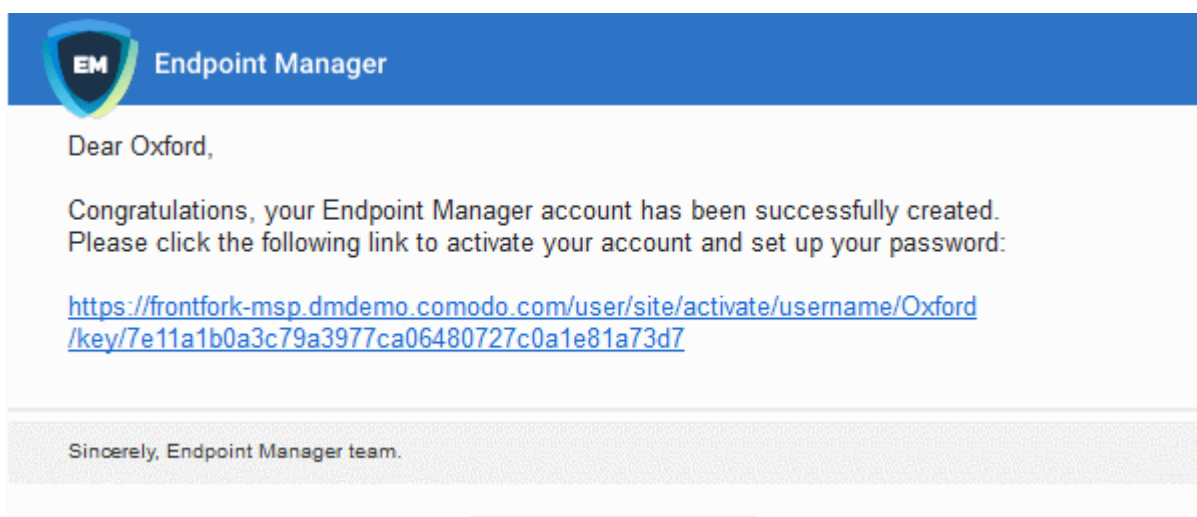 EM Endpoint Manager
Dear Oxford,
Congratulations, your Endpoint Manager account has been successfully created.
Please click the following link to activate your account and set up your password:
https://frontfork-msp.dmdemo.comodo.com/user/site/activate/username/Oxford
/key/7e11a1b0a3c79a3977ca06480727c0a1e81a73d7
Sincerely, Endpoint Manager team.